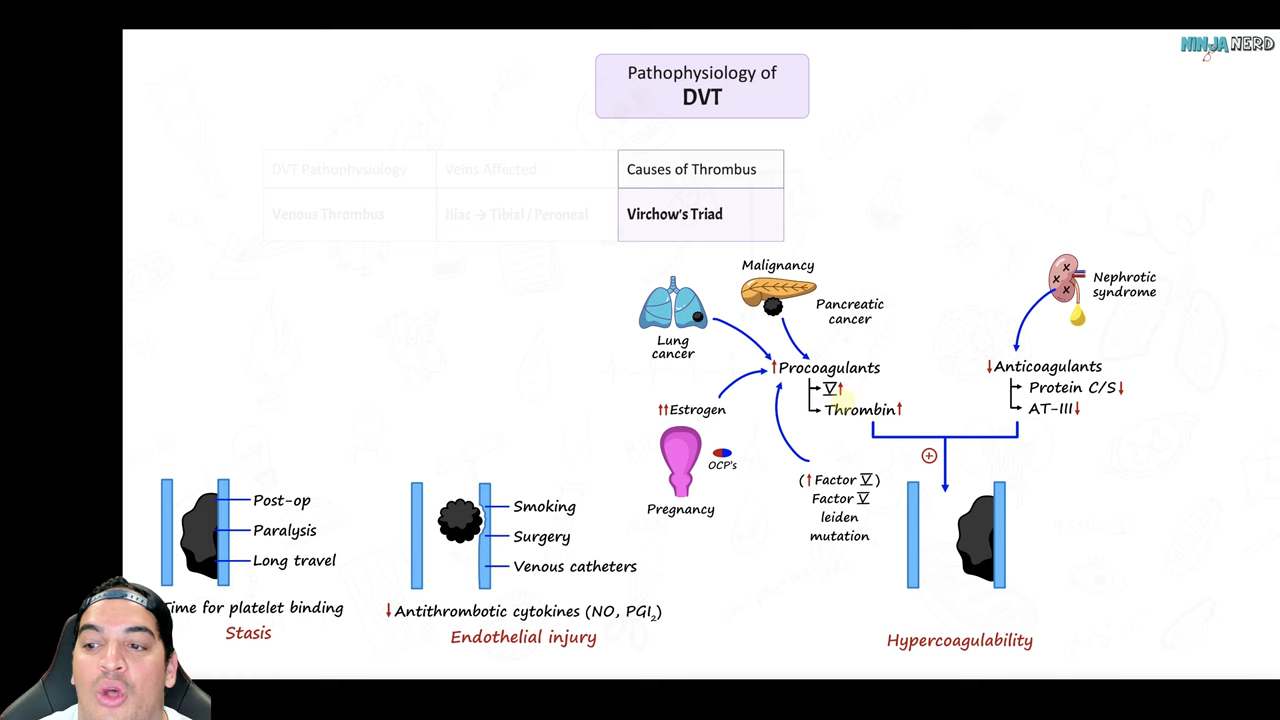 NINJA NERD
Pathophysiology of
DVT
DVT Pathophysiology
Veins Affected
Causes of Thrombus
Venous Thrombus
Iliac → Tibial / Peroneal
Virchow's Triad
Malignancy
Pancreatic
cancer
Lung
cancer
Nephrotic
syndrome
↑Procoagulants
V↑
Thrombin↑
↓Anticoagulants
Protein C/S↓
AT-III↓
↑↑Estrogen
OCP's
Pregnancy
(↑Factor V)
Factor V
leiden
mutation
+
Post-op
Paralysis
Long travel
Time for platelet binding
Stasis
Smoking
Surgery
Venous catheters
↓Antithrombotic cytokines (NO, PGI₂)
Endothelial injury
Hypercoagulability